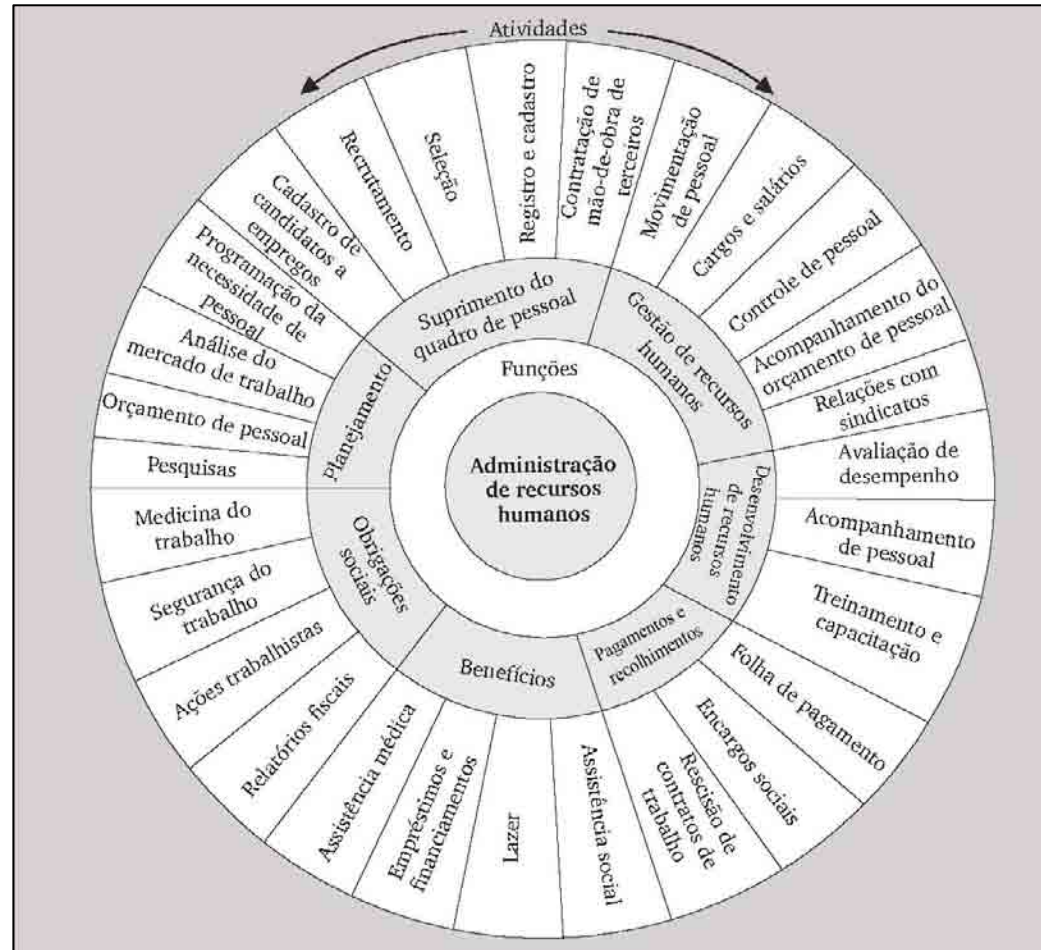 Atividades
Recrutamento
Seleção
Registro e cadastro
Contratação de
mão-de-obra de
terceiros
Movimentação
de pessoal
Cargos e salários
Controle de pessoal
Acompanhamento do
orçamento de pessoal
Relações com
sindicatos
Avaliação de
desempenho
Acompanhamento
de pessoal
Treinamento e
capacitação
Folha de pagamento
Encargos sociais
Rescisão de
contratos de
trabalho
Assistência social
Lazer
Empréstimos e
financiamentos
Assistência médica
Relatórios fiscais
Ações trabalhistas
Segurança do
trabalho
Medicina do
trabalho
Pesquisas
Orçamento de pessoal
Análise do
mercado de trabalho
Programação da
necessidade de
pessoal
Cadastro de
candidatos a
empregos
Suprimento do
quadro de pessoal
Gestão de recursos
humanos
Desenvolvimento
de recursos
humanos
Pagamentos e
recolhimentos
Benefícios
Obrigações
sociais
Planejamento
Funções
Administração
de recursos
humanos